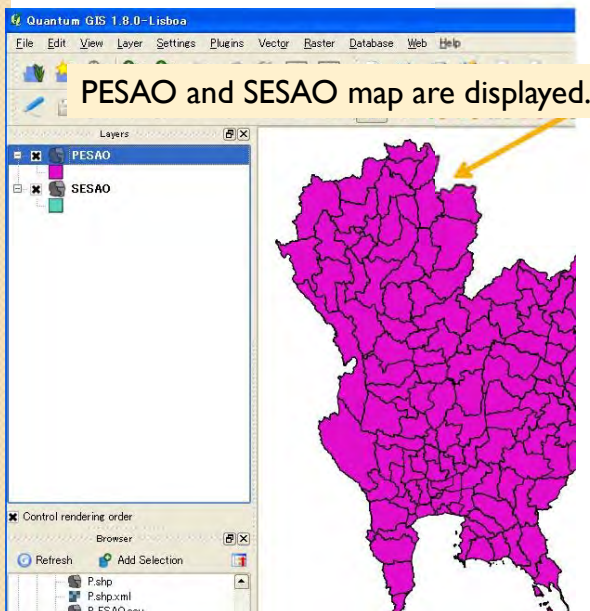 Quantum GIS 1.8.0-Lisboa
File Edit View Layer Settings Plugins Vector Raster Database Web Help
PESAO and SESAO map are displayed.
Layers
PESAO
SESAO
Control rendering order
Browser
Refresh Add Selection
P.shp
P.shp.xml